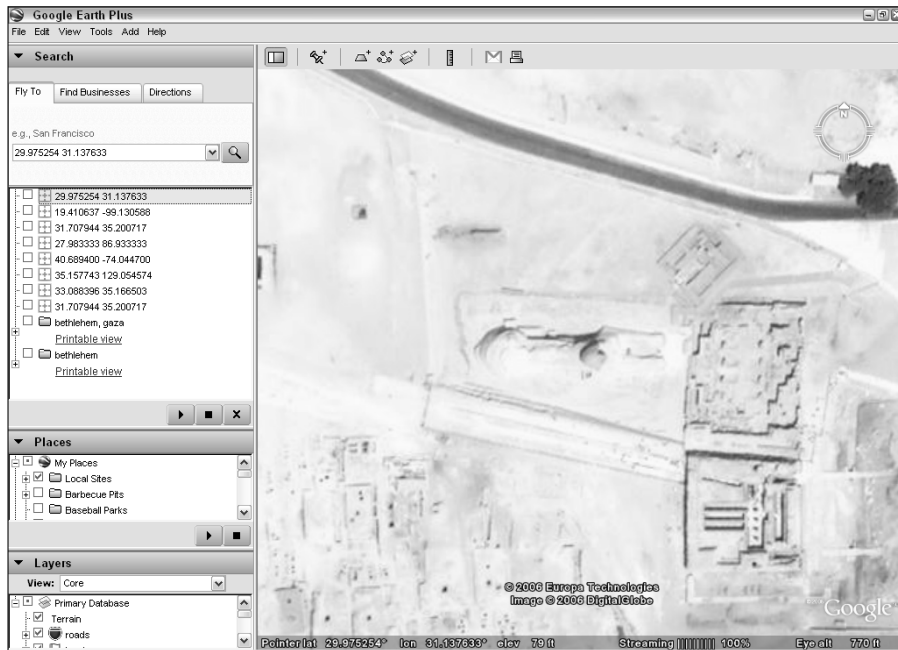 Google Earth Plus
File Edit View Tools Add Help
Search
Fly To Find Businesses Directions
e.g., San Francisco
29.975254 31.137633
29.975254 31.137633
19.410637 -99.130588
31.707944 35.200717
27.983333 86.933333
40.689400 -74.044700
35.157743 129.054574
33.088396 35.166503
31.707944 35.200717
bethlehem, gaza
Printable view
bethlehem
Printable view
Places
My Places
Local Sites
Barbecue Pits
Baseball Parks
Layers
View: Core
Primary Database
Terrain
roads
N
© 2006 Europa Technologies
Image © 2006 DigitalGlobe
Google
Pointer lat 29.975254° lon 31.137633° elev 79 ft Streaming 100% Eye alt 770 ft